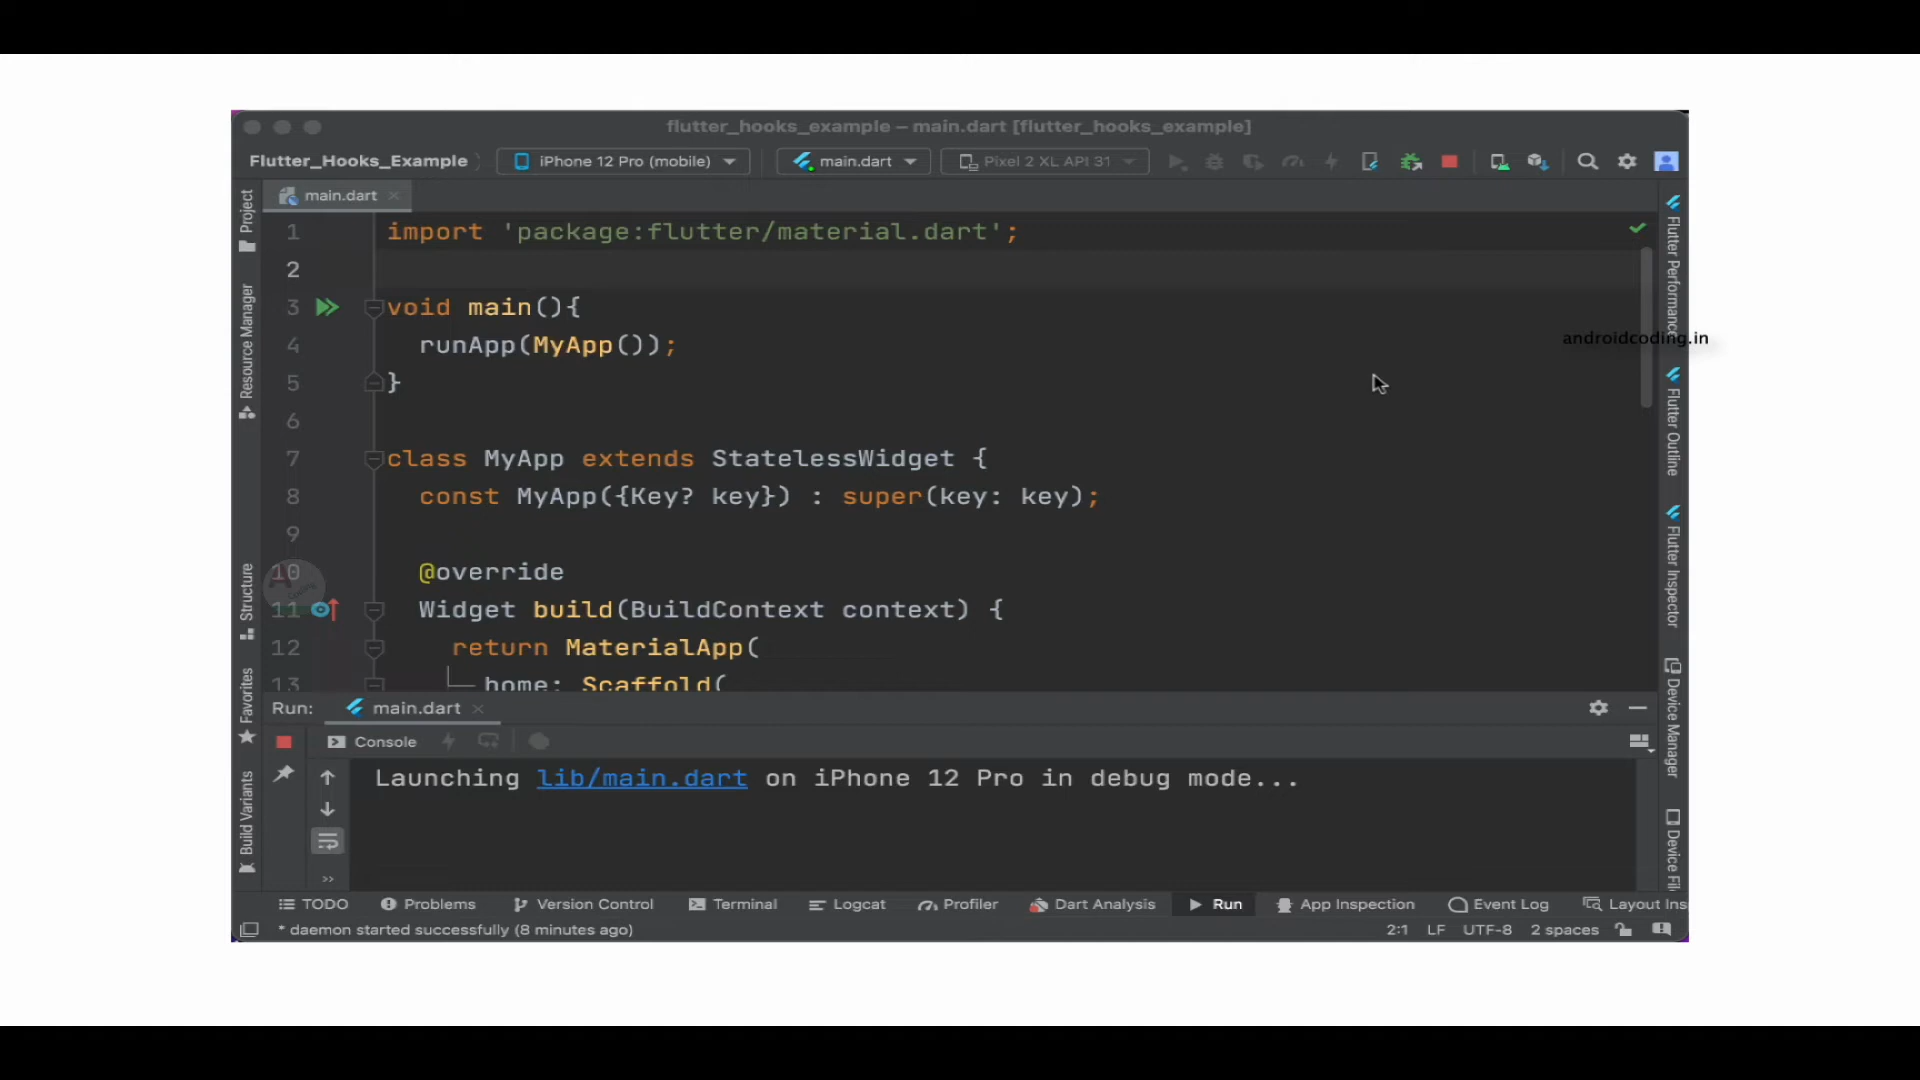 flutter_hooks_example – main.dart [flutter_hooks_example]
Flutter_Hooks_Example
iPhone 12 Pro (mobile)
main.dart
Pixel 2 XL API 31
main.dart
1 import 'package:flutter/material.dart';
2
3 void main(){
4 runApp(MyApp());
5 }
6
7 class MyApp extends StatelessWidget {
8 const MyApp({Key? key}) : super(key: key);
9
10 @override
11 Widget build(BuildContext context) {
12 return MaterialApp(
13 home: Scaffold(
Project
Resource Manager
Structure
Favorites
Build Variants
Flutter Performance
androidcoding.in
Flutter Outline
Flutter Inspector
Device Manager
Device Fil
Run: main.dart
Console
Launching lib/main.dart on iPhone 12 Pro in debug mode...
TODO Problems Version Control Terminal Logcat Profiler Dart Analysis Run App Inspection Event Log Layout Ins
* daemon started successfully (8 minutes ago) 2:1 LF UTF-8 2 spaces